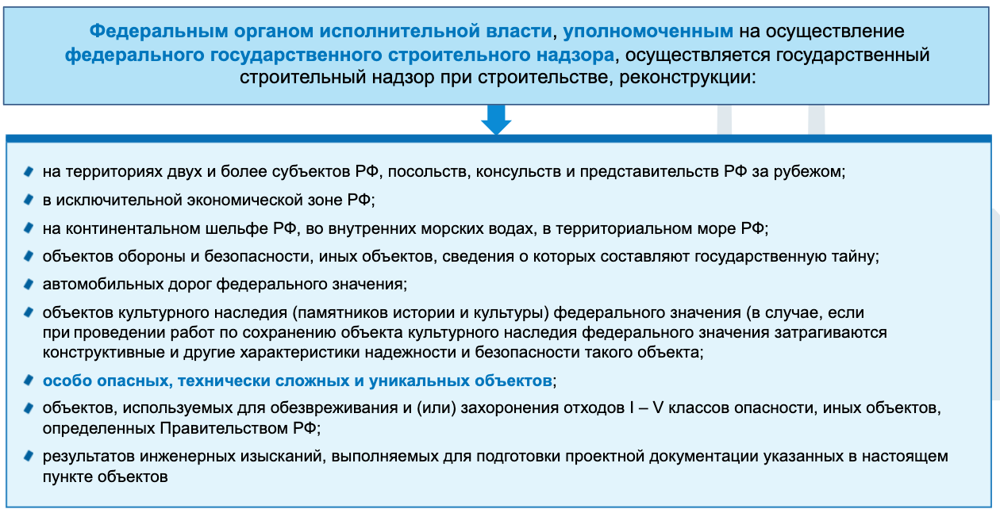 Федеральным органом исполнительной власти, уполномоченным на осуществление
федерального государственного строительного надзора, осуществляется государственный
строительный надзор при строительстве, реконструкции:
на территориях двух и более субъектов РФ, посольств, консульств и представительств РФ за рубежом;
в исключительной экономической зоне РФ;
на континентальном шельфе РФ, во внутренних морских водах, в территориальном море РФ;
объектов обороны и безопасности, иных объектов, сведения о которых составляют государственную тайну;
автомобильных дорог федерального значения;
объектов культурного наследия (памятников истории и культуры) федерального значения (в случае, если
при проведении работ по сохранению объекта культурного наследия федерального значения затрагиваются
конструктивные и другие характеристики надежности и безопасности такого объекта;
особо опасных, технически сложных и уникальных объектов;
объектов, используемых для обезвреживания и (или) захоронения отходов I – V классов опасности, иных объектов,
определенных Правительством РФ;
результатов инженерных изысканий, выполняемых для подготовки проектной документации указанных в настоящем
пункте объектов